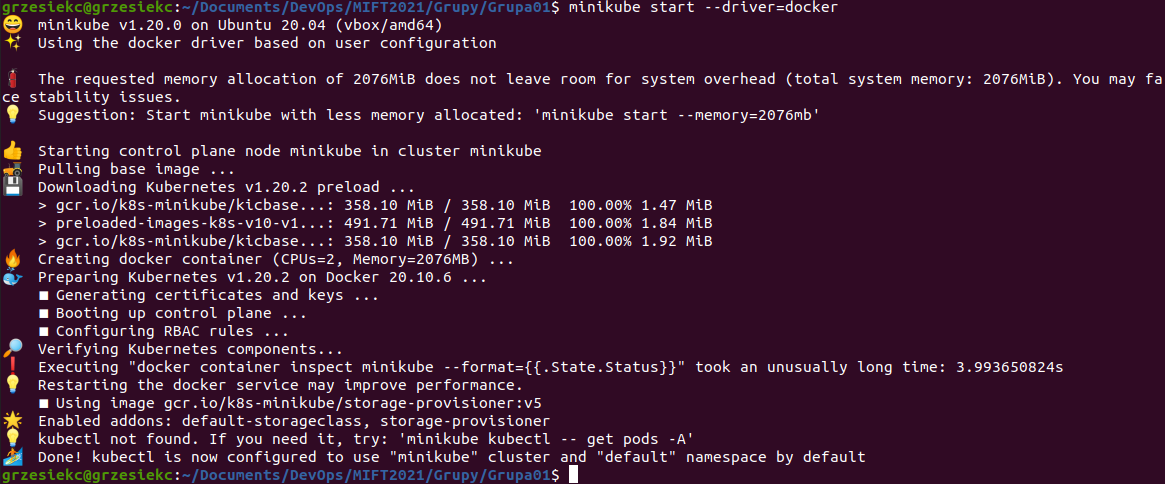 grzesiekc@grzesiekc:~/Documents/DevOps/MIFT2021/Grupy/Grupa01$ minikube start --driver=docker
😄 minikube v1.20.0 on Ubuntu 20.04 (vbox/amd64)
✨ Using the docker driver based on user configuration
🧯 The requested memory allocation of 2076MiB does not leave room for system overhead (total system memory: 2076MiB). You may fa
ce stability issues.
💡 Suggestion: Start minikube with less memory allocated: 'minikube start --memory=2076mb'
👍 Starting control plane node minikube in cluster minikube
🚜 Pulling base image ...
💾 Downloading Kubernetes v1.20.2 preload ...
> gcr.io/k8s-minikube/kicbase...: 358.10 MiB / 358.10 MiB 100.00% 1.47 MiB
> preloaded-images-k8s-v10-v1...: 491.71 MiB / 491.71 MiB 100.00% 1.84 MiB
> gcr.io/k8s-minikube/kicbase...: 358.10 MiB / 358.10 MiB 100.00% 1.92 MiB
🔥 Creating docker container (CPUs=2, Memory=2076MB) ...
🐳 Preparing Kubernetes v1.20.2 on Docker 20.10.6 ...
▪ Generating certificates and keys ...
▪ Booting up control plane ...
▪ Configuring RBAC rules ...
🔎 Verifying Kubernetes components...
❗ Executing "docker container inspect minikube --format={{.State.Status}}" took an unusually long time: 3.993650824s
💡 Restarting the docker service may improve performance.
▪ Using image gcr.io/k8s-minikube/storage-provisioner:v5
🌟 Enabled addons: default-storageclass, storage-provisioner
💡 kubectl not found. If you need it, try: 'minikube kubectl -- get pods -A'
🏄 Done! kubectl is now configured to use "minikube" cluster and "default" namespace by default
grzesiekc@grzesiekc:~/Documents/DevOps/MIFT2021/Grupy/Grupa01$